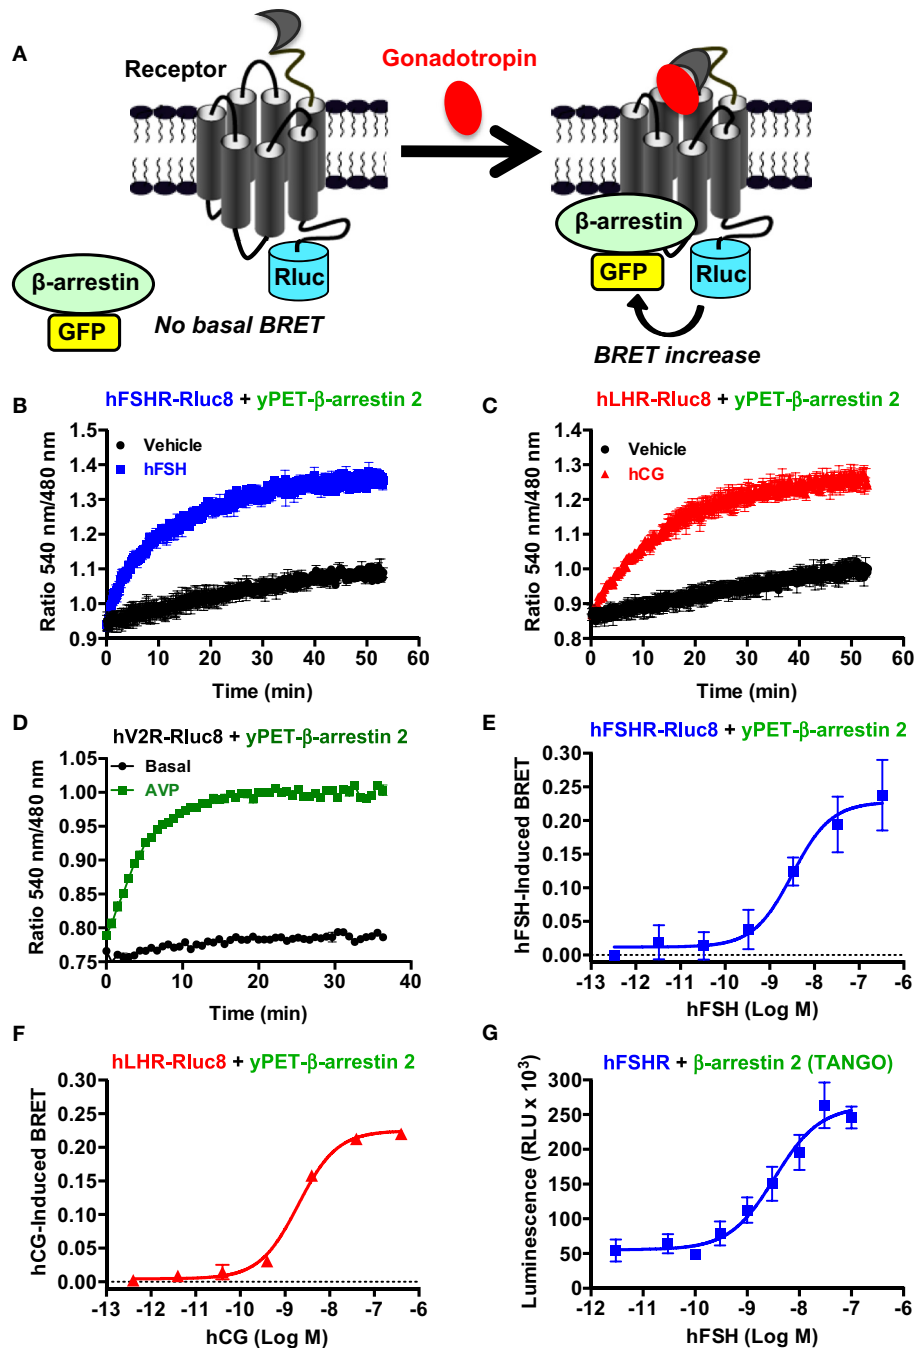 A
Receptor
Gonadotropin
β-arrestin
GFP
Rluc
No basal BRET
β-arrestin
GFP
Rluc
BRET increase
B
hFSHR-Rluc8 + yPET-β-arrestin 2
Ratio 540 nm/480 nm
1.5
1.4
1.3
1.2
1.1
1.0
0.9
Vehicle
hFSH
0 10 20 30 40 50 60
Time (min)
C
hLHR-Rluc8 + yPET-β-arrestin 2
Ratio 540 nm/480 nm
1.4
1.3
1.2
1.1
1.0
0.9
0.8
Vehicle
hCG
0 10 20 30 40 50 60
Time (min)
D
hV2R-Rluc8 + yPET-β-arrestin 2
Ratio 540 nm/480 nm
1.05
1.00
0.95
0.90
0.85
0.80
0.75
Basal
AVP
0 10 20 30 40
Time (min)
E
hFSHR-Rluc8 + yPET-β-arrestin 2
hFSH-Induced BRET
0.30
0.25
0.20
0.15
0.10
0.05
0.00
-13 -12 -11 -10 -9 -8 -7 -6
hFSH (Log M)
F
hLHR-Rluc8 + yPET-β-arrestin 2
hCG-Induced BRET
0.30
0.25
0.20
0.15
0.10
0.05
0.00
-13 -12 -11 -10 -9 -8 -7 -6
hCG (Log M)
G
hFSHR + β-arrestin 2 (TANGO)
Luminescence (RLU x 10³)
300
250
200
150
100
50
0
-12 -11 -10 -9 -8 -7 -6
hFSH (Log M)